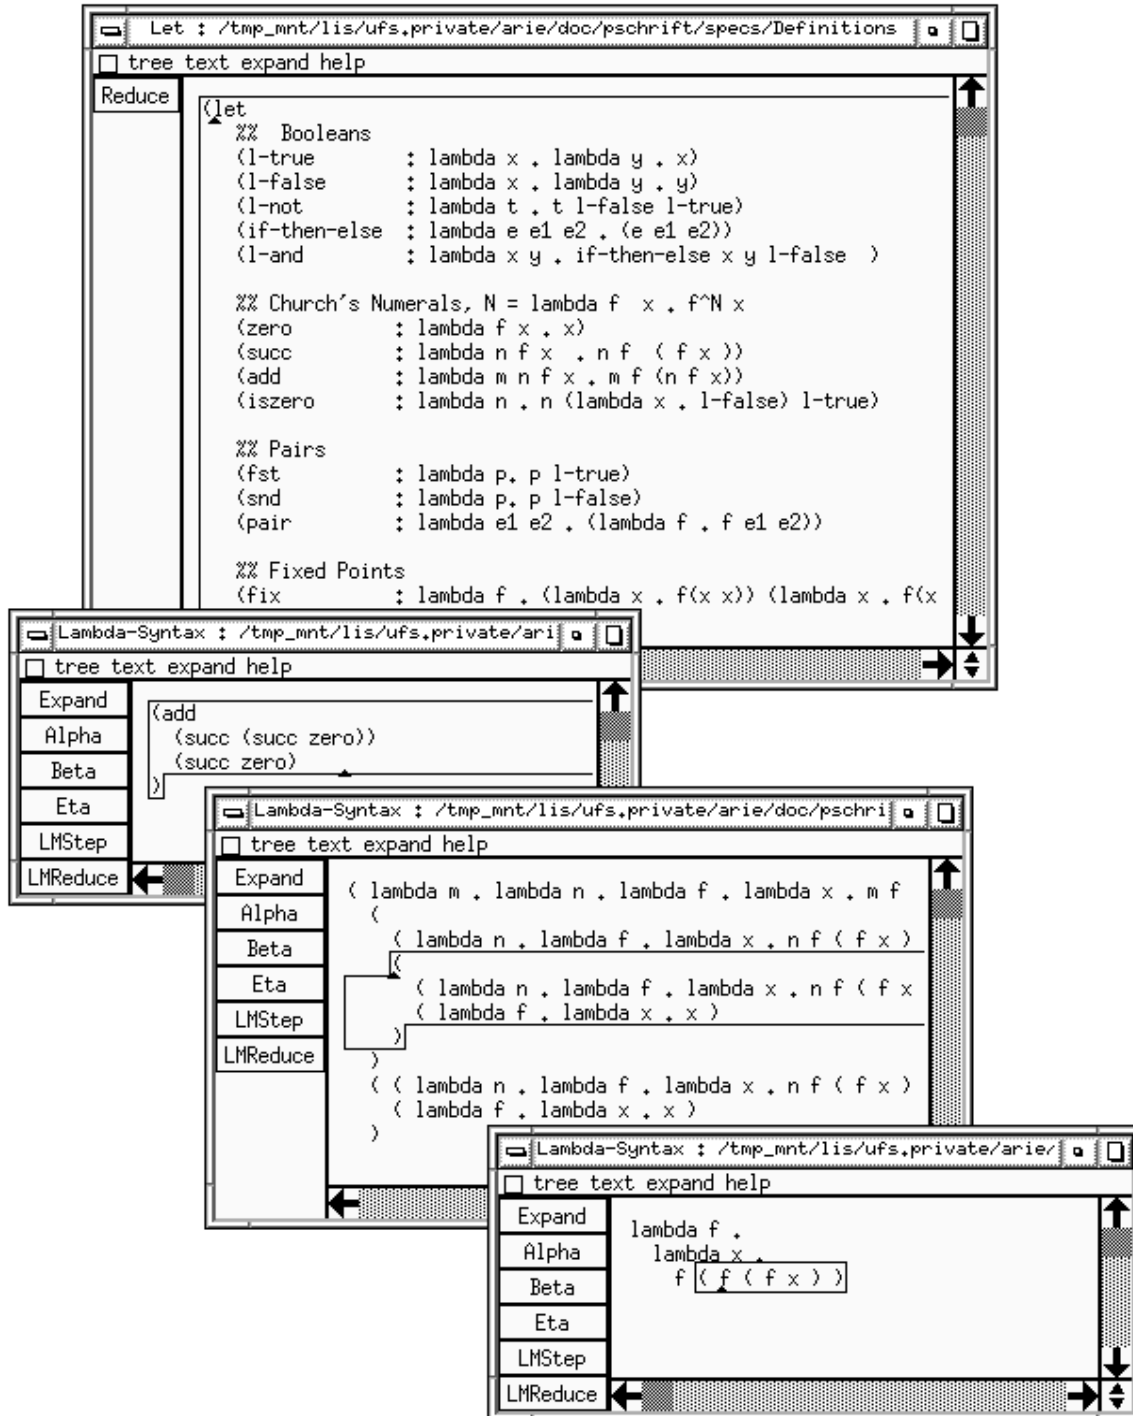 Let : /tmp_mnt/lis/ufs.private/arie/doc/pschrift/specs/Definitions
tree text expand help
Reduce
(let
%% Booleans
(l-true : lambda x . lambda y . x)
(l-false : lambda x . lambda y . y)
(l-not : lambda t . t l-false l-true)
(if-then-else : lambda e e1 e2 . (e e1 e2))
(l-and : lambda x y . if-then-else x y l-false )
%% Church's Numerals, N = lambda f x . f^N x
(zero : lambda f x . x)
(succ : lambda n f x . n f ( f x ))
(add : lambda m n f x . m f (n f x))
(iszero : lambda n . n (lambda x . l-false) l-true)
%% Pairs
(fst : lambda p. p l-true)
(snd : lambda p. p l-false)
(pair : lambda e1 e2 . (lambda f . f e1 e2))
%% Fixed Points
(fix : lambda f . (lambda x . f(x x)) (lambda x . f(x
Lambda-Syntax : /tmp_mnt/lis/ufs.private/ari
tree text expand help
Expand
Alpha
Beta
Eta
LMStep
LMReduce
(add
(succ (succ zero))
(succ zero)
)
Lambda-Syntax : /tmp_mnt/lis/ufs.private/arie/doc/pschri
tree text expand help
Expand
Alpha
Beta
Eta
LMStep
LMReduce
( lambda m . lambda n . lambda f . lambda x . m f
(
( lambda n . lambda f . lambda x . n f ( f x )
(
( lambda n . lambda f . lambda x . n f ( f x
( lambda f . lambda x . x )
)
)
( ( lambda n . lambda f . lambda x . n f ( f x )
( lambda f . lambda x . x )
)
Lambda-Syntax : /tmp_mnt/lis/ufs.private/arie/
tree text expand help
Expand
Alpha
Beta
Eta
LMStep
LMReduce
lambda f .
lambda x .
f ( f ( f x ) )